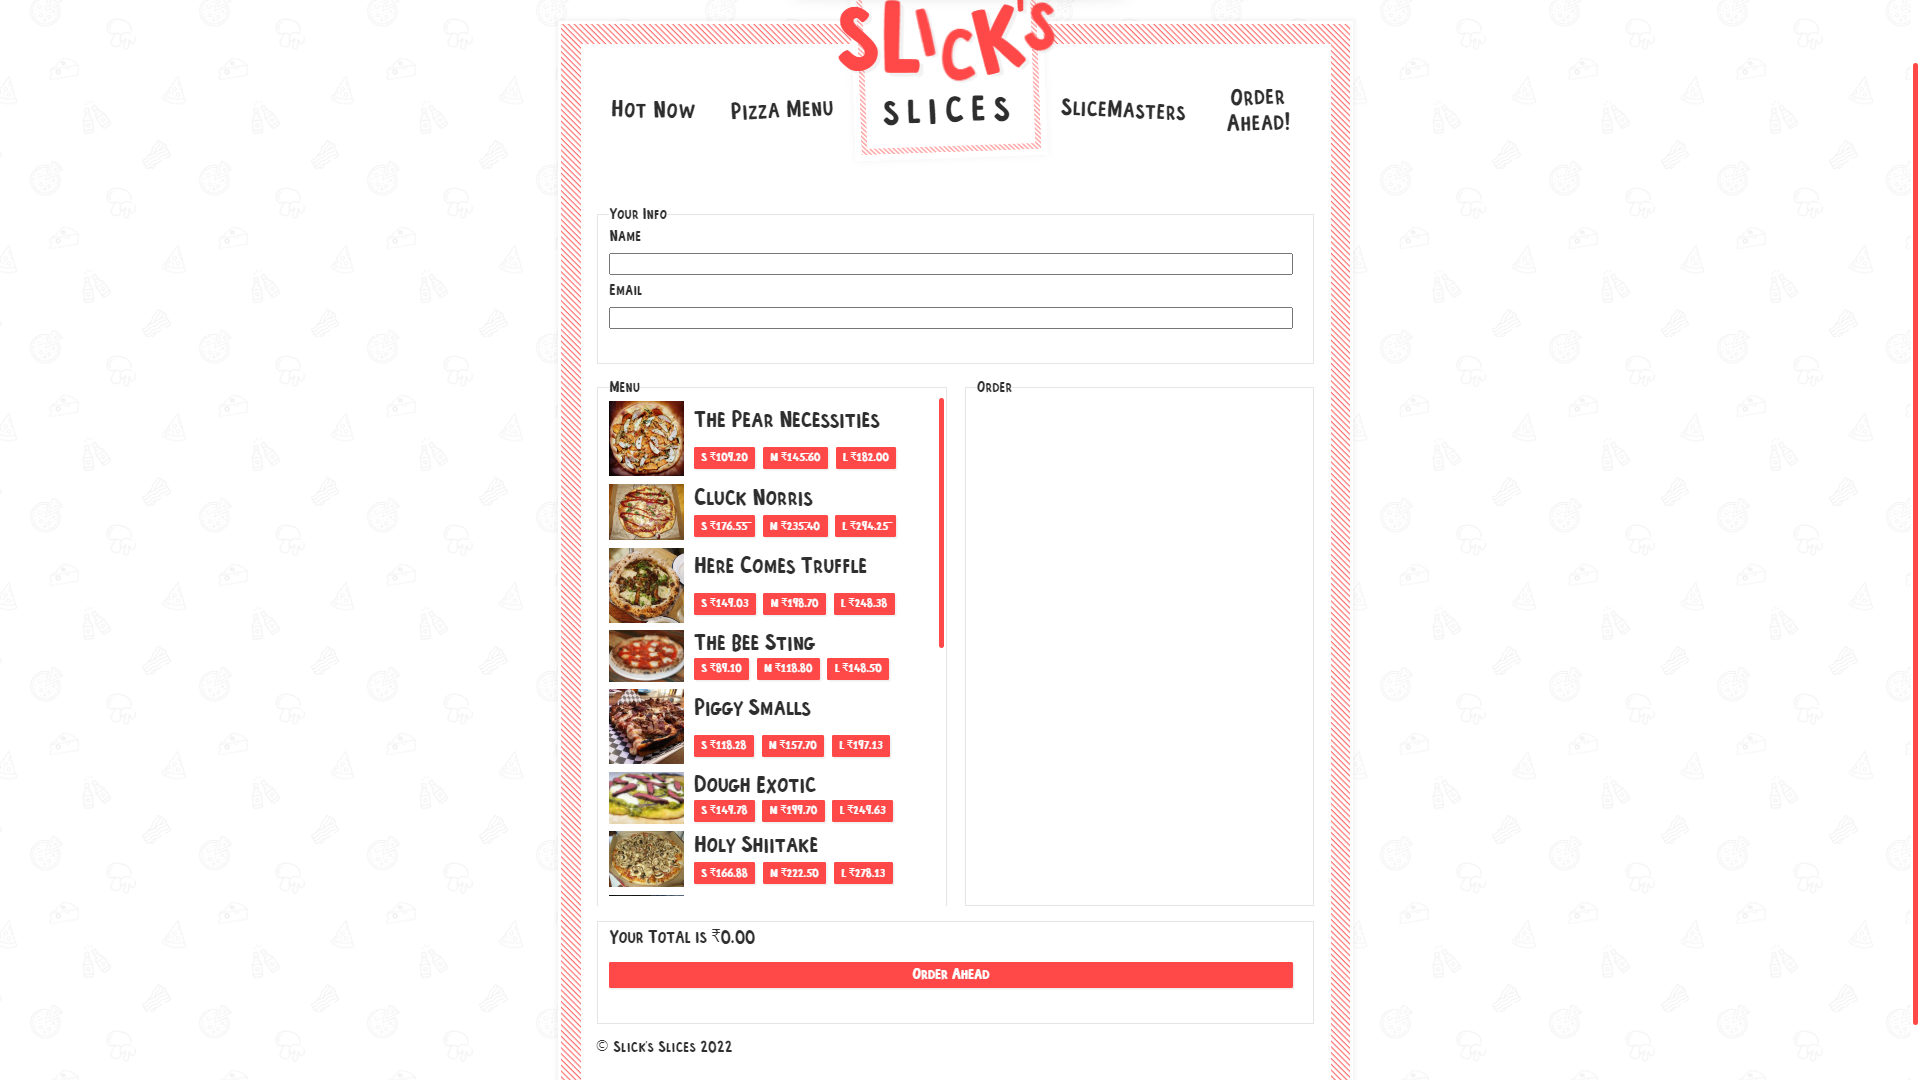 SLICK'S
SLICES
Hot Now
Pizza Menu
SliceMasters
Order
Ahead!
Your Info
Name
Email
Menu
The Pear Necessities
S ₹109.20 M ₹145.60 L ₹182.00
Cluck Norris
S ₹176.55 M ₹235.40 L ₹294.25
Here Comes Truffle
S ₹149.03 M ₹198.70 L ₹248.38
The Bee Sting
S ₹89.10 M ₹118.80 L ₹148.50
Piggy Smalls
S ₹118.28 M ₹157.70 L ₹197.13
Dough Exotic
S ₹149.78 M ₹199.70 L ₹249.63
Holy Shiitake
S ₹166.88 M ₹222.50 L ₹278.13
Order
Your Total is ₹0.00
Order Ahead
© Slick's Slices 2022